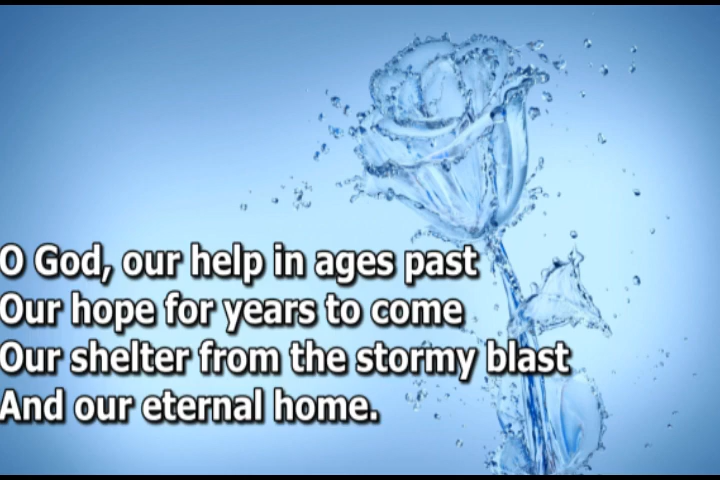 O God, our help in ages past
Our hope for years to come
Our shelter from the stormy blast
And our eternal home.